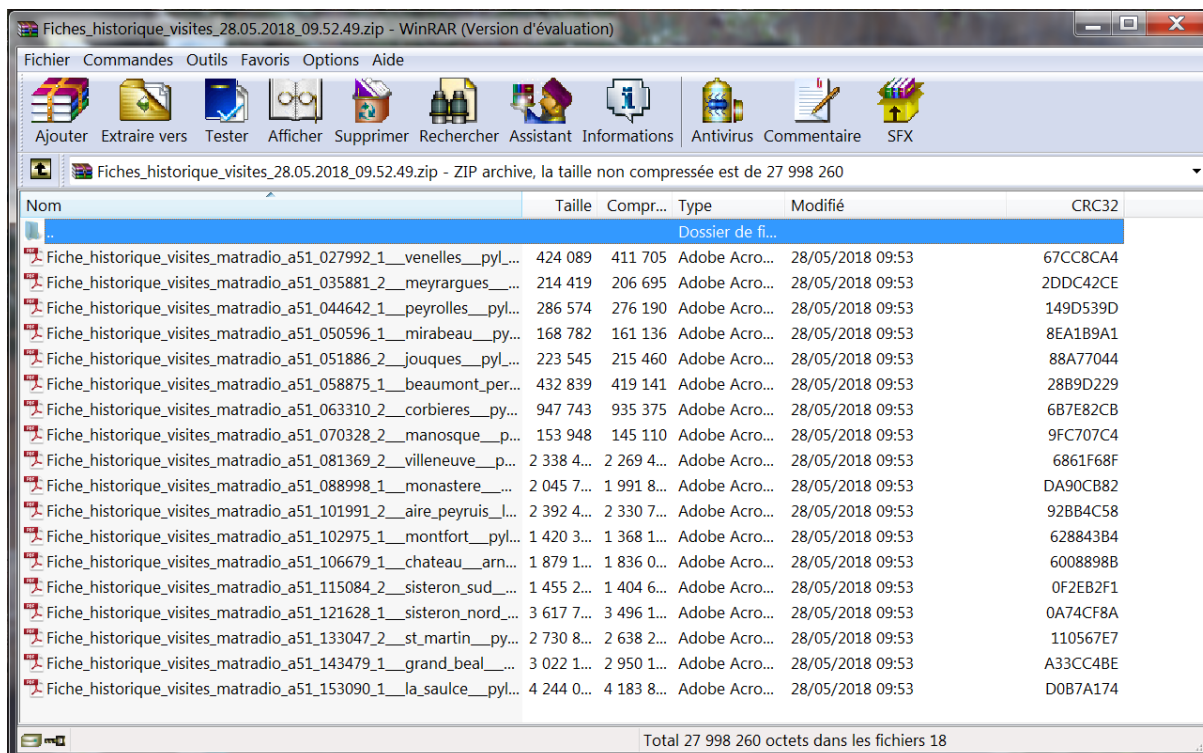 Fiches_historique_visites_28.05.2018_09.52.49.zip - WinRAR (Version d'évaluation)
Fichier Commandes Outils Favoris Options Aide
Ajouter Extraire vers Tester Afficher Supprimer Rechercher Assistant Informations Antivirus Commentaire SFX
Fiches_historique_visites_28.05.2018_09.52.49.zip - ZIP archive, la taille non compressée est de 27 998 260
Nom Taille Compr... Type Modifié CRC32
.. Dossier de fi...
Fiche_historique_visites_matradio_a51_027992_1__venelles__pyl_... 424 089 411 705 Adobe Acro... 28/05/2018 09:53 67CC8CA4
Fiche_historique_visites_matradio_a51_035881_2__meyrargues__... 214 419 206 695 Adobe Acro... 28/05/2018 09:53 2DDC42CE
Fiche_historique_visites_matradio_a51_044642_1__peyrolles__pyl... 286 574 276 190 Adobe Acro... 28/05/2018 09:53 149D539D
Fiche_historique_visites_matradio_a51_050596_1__mirabeau__py... 168 782 161 136 Adobe Acro... 28/05/2018 09:53 8EA1B9A1
Fiche_historique_visites_matradio_a51_051886_2__jouques__pyl_... 223 545 215 460 Adobe Acro... 28/05/2018 09:53 88A77044
Fiche_historique_visites_matradio_a51_058875_1__beaumont_per... 432 839 419 141 Adobe Acro... 28/05/2018 09:53 28B9D229
Fiche_historique_visites_matradio_a51_063310_2__corbieres__py... 947 743 935 375 Adobe Acro... 28/05/2018 09:53 6B7E82CB
Fiche_historique_visites_matradio_a51_070328_2__manosque__p... 153 948 145 110 Adobe Acro... 28/05/2018 09:53 9FC707C4
Fiche_historique_visites_matradio_a51_081369_2__villeneuve__p... 2 338 4... 2 269 4... Adobe Acro... 28/05/2018 09:53 6861F68F
Fiche_historique_visites_matradio_a51_088998_1__monastere__... 2 045 7... 1 991 8... Adobe Acro... 28/05/2018 09:53 DA90CB82
Fiche_historique_visites_matradio_a51_101991_2__aire_peyruis__l... 2 392 4... 2 330 7... Adobe Acro... 28/05/2018 09:53 92BB4C58
Fiche_historique_visites_matradio_a51_102975_1__montfort__pyl... 1 420 3... 1 368 1... Adobe Acro... 28/05/2018 09:53 628843B4
Fiche_historique_visites_matradio_a51_106679_1__chateau__arn... 1 879 1... 1 836 0... Adobe Acro... 28/05/2018 09:53 6008898B
Fiche_historique_visites_matradio_a51_115084_2__sisteron_sud__... 1 455 2... 1 404 6... Adobe Acro... 28/05/2018 09:53 0F2EB2F1
Fiche_historique_visites_matradio_a51_121628_1__sisteron_nord_... 3 617 7... 3 496 1... Adobe Acro... 28/05/2018 09:53 0A74CF8A
Fiche_historique_visites_matradio_a51_133047_2__st_martin__py... 2 730 8... 2 638 2... Adobe Acro... 28/05/2018 09:53 110567E7
Fiche_historique_visites_matradio_a51_143479_1__grand_beal__... 3 022 1... 2 950 1... Adobe Acro... 28/05/2018 09:53 A33CC4BE
Fiche_historique_visites_matradio_a51_153090_1__la_saulce__pyl... 4 244 0... 4 183 8... Adobe Acro... 28/05/2018 09:53 D0B7A174
Total 27 998 260 octets dans les fichiers 18